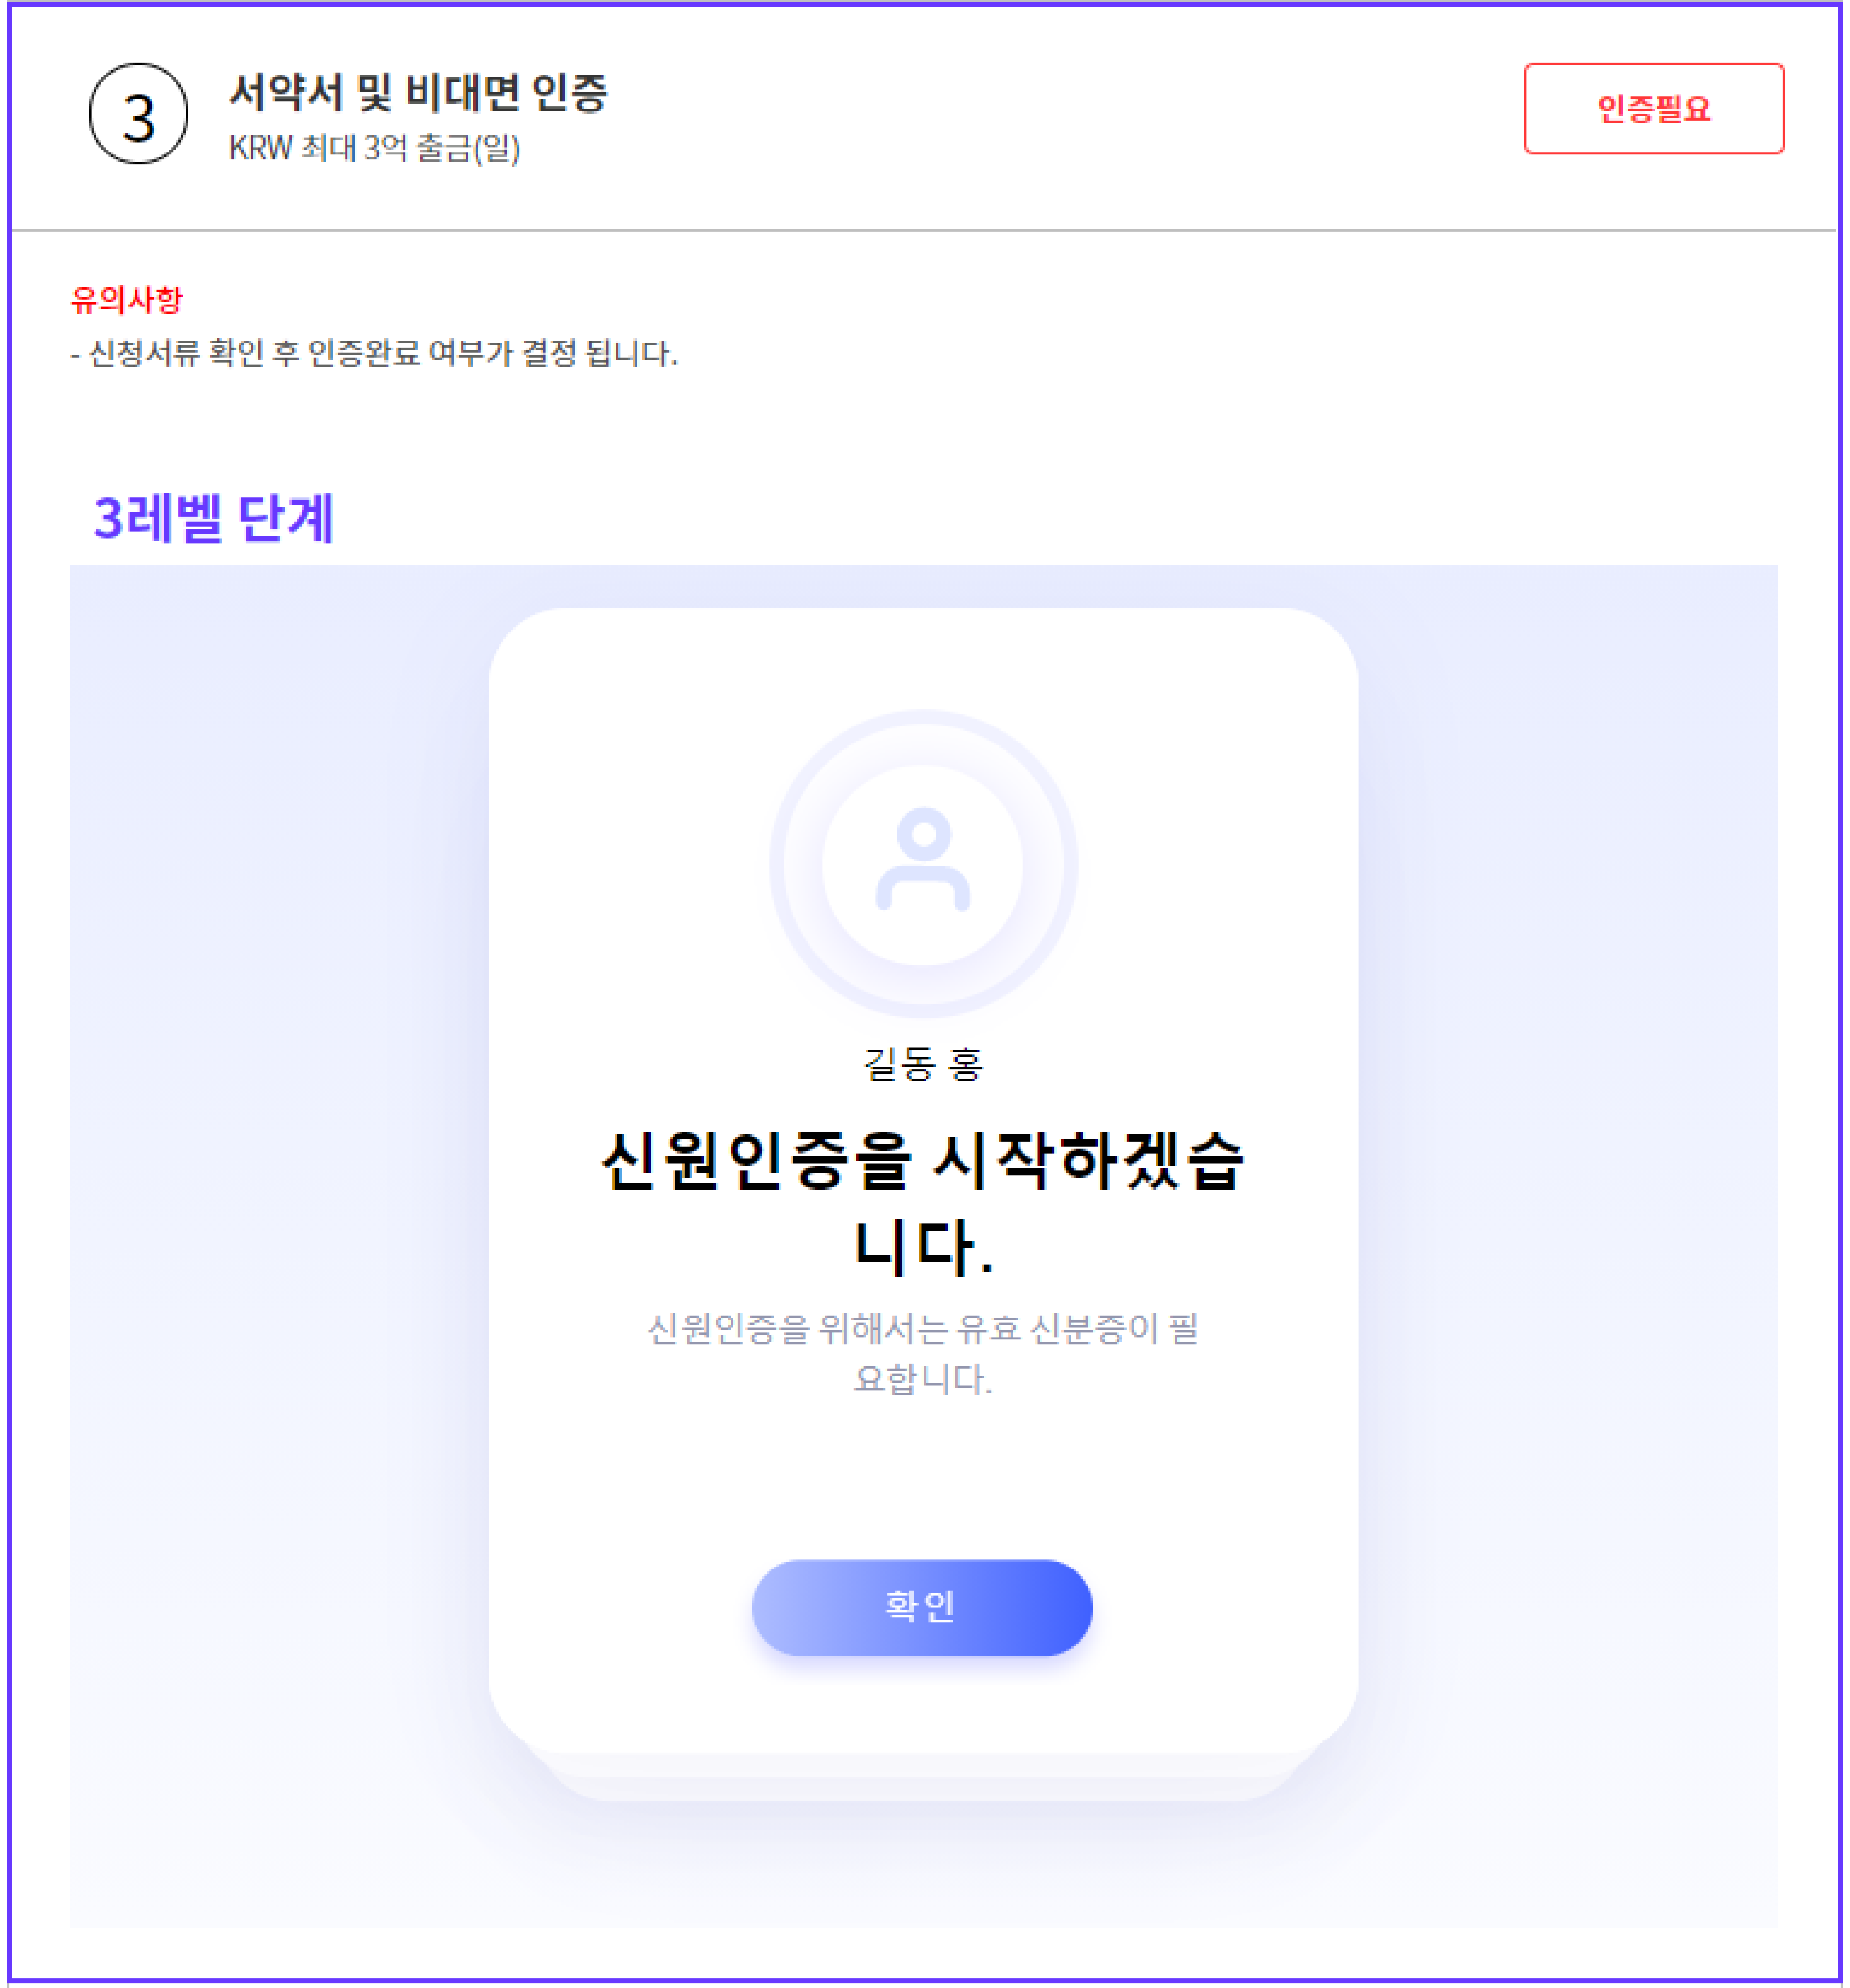 3
서약서 및 비대면 인증
KRW 최대 3억 출금(일)
인증필요
유의사항
- 신청서류 확인 후 인증완료 여부가 결정 됩니다.
3레벨 단계
길동 홍
신원인증을 시작하겠습
니다.
신원인증을 위해서는 유효 신분증이 필
요합니다.
확인